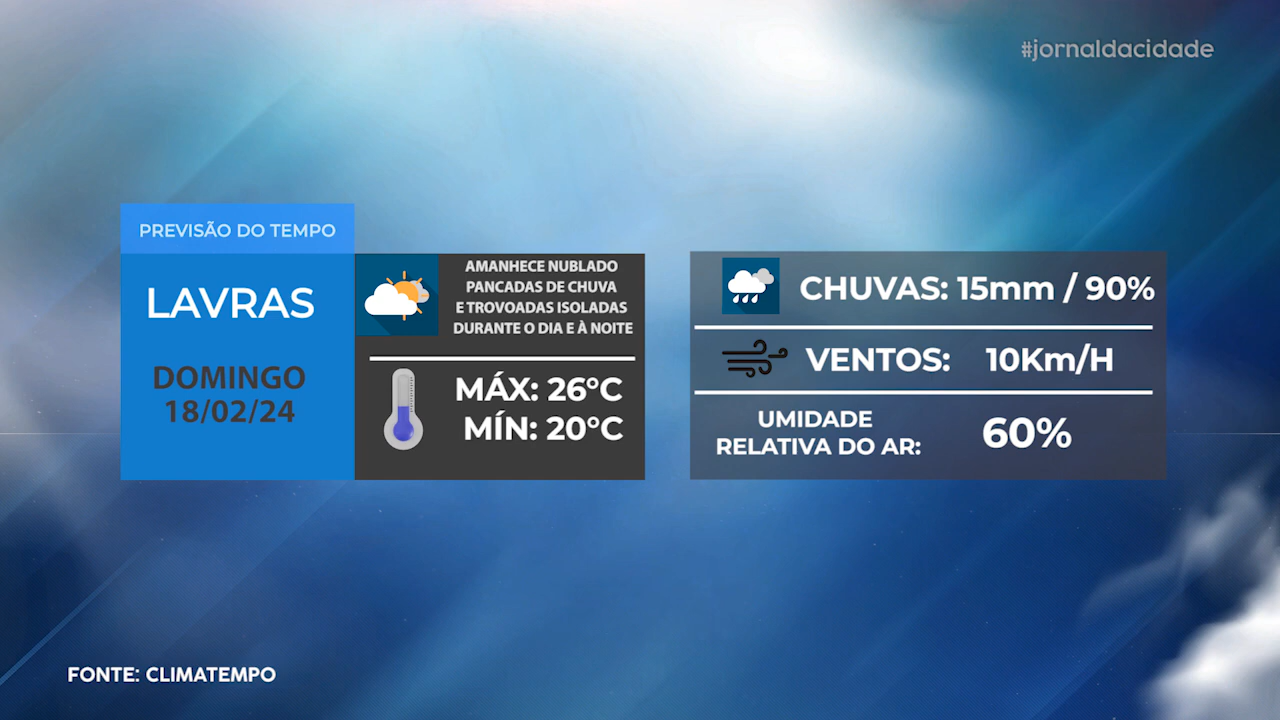 #jornaldacidade
PREVISÃO DO TEMPO
LAVRAS
DOMINGO
18/02/24
AMANHECE NUBLADO
PANCADAS DE CHUVA
E TROVOADAS ISOLADAS
DURANTE O DIA E À NOITE
MÁX: 26°C
MÍN: 20°C
CHUVAS: 15mm / 90%
VENTOS: 10Km/H
UMIDADE
RELATIVA DO AR: 60%
FONTE: CLIMATEMPO